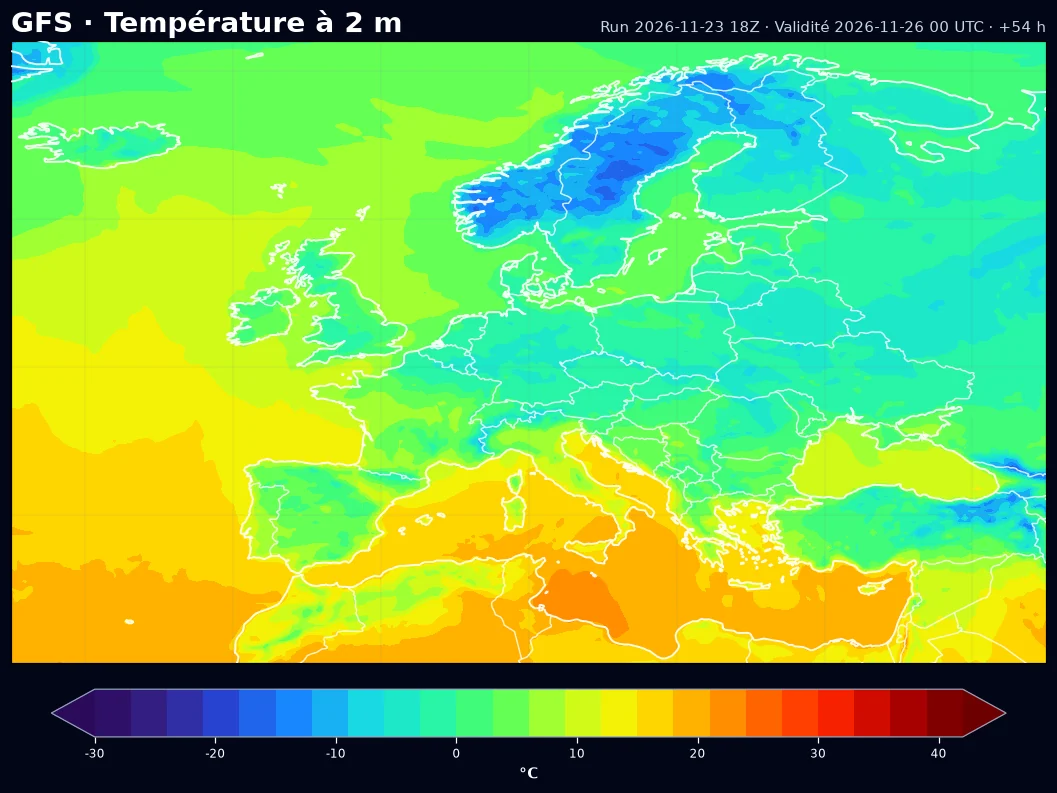 GFS · Température à 2 m
Run 2026-11-23 18Z · Validité 2026-11-26 00 UTC · +54 h
-30 -20 -10 0 10 20 30 40
°C